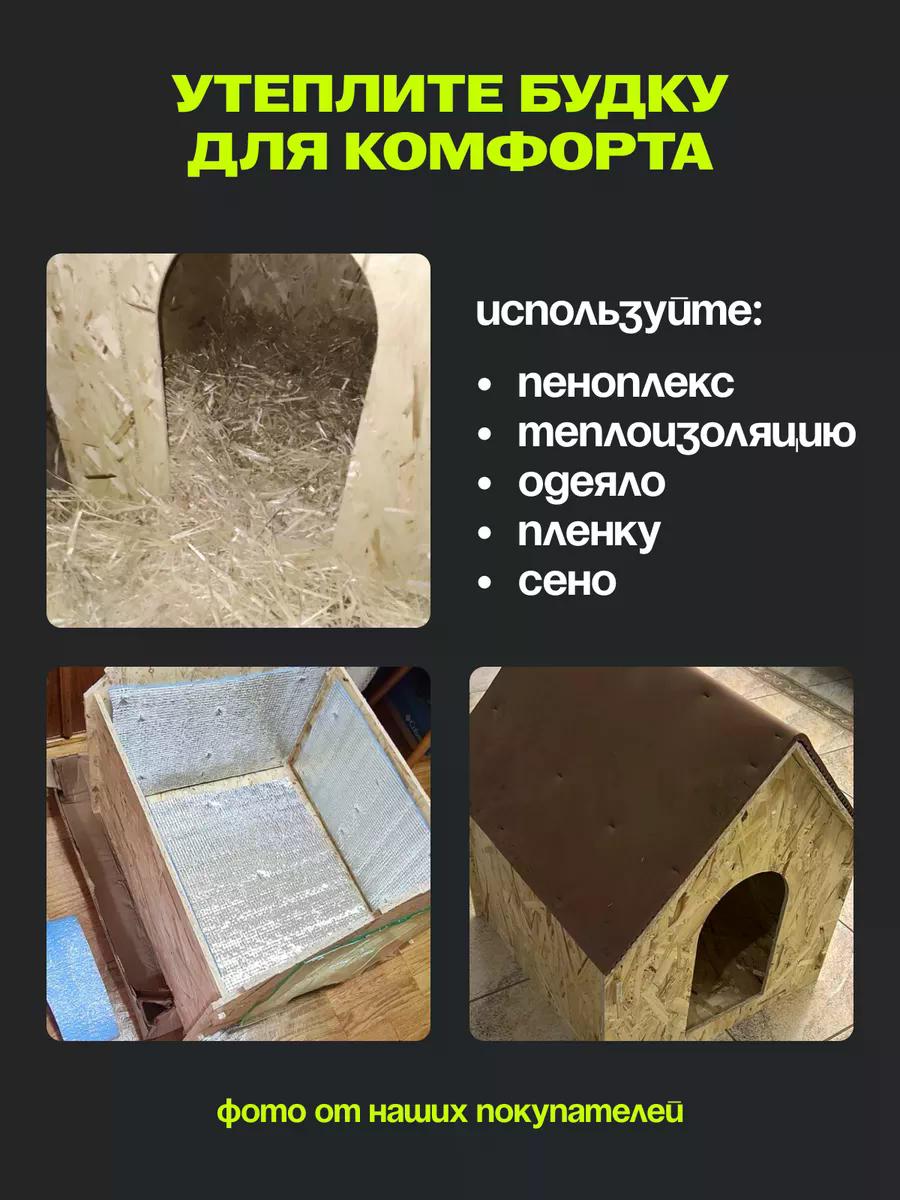 УТЕПЛИТЕ БУДКУ
ДЛЯ КОМФОРТА
используйте:
• пеноплекс
• теплоизоляцию
• одеяло
• пленку
• сено
фото от наших покупателей